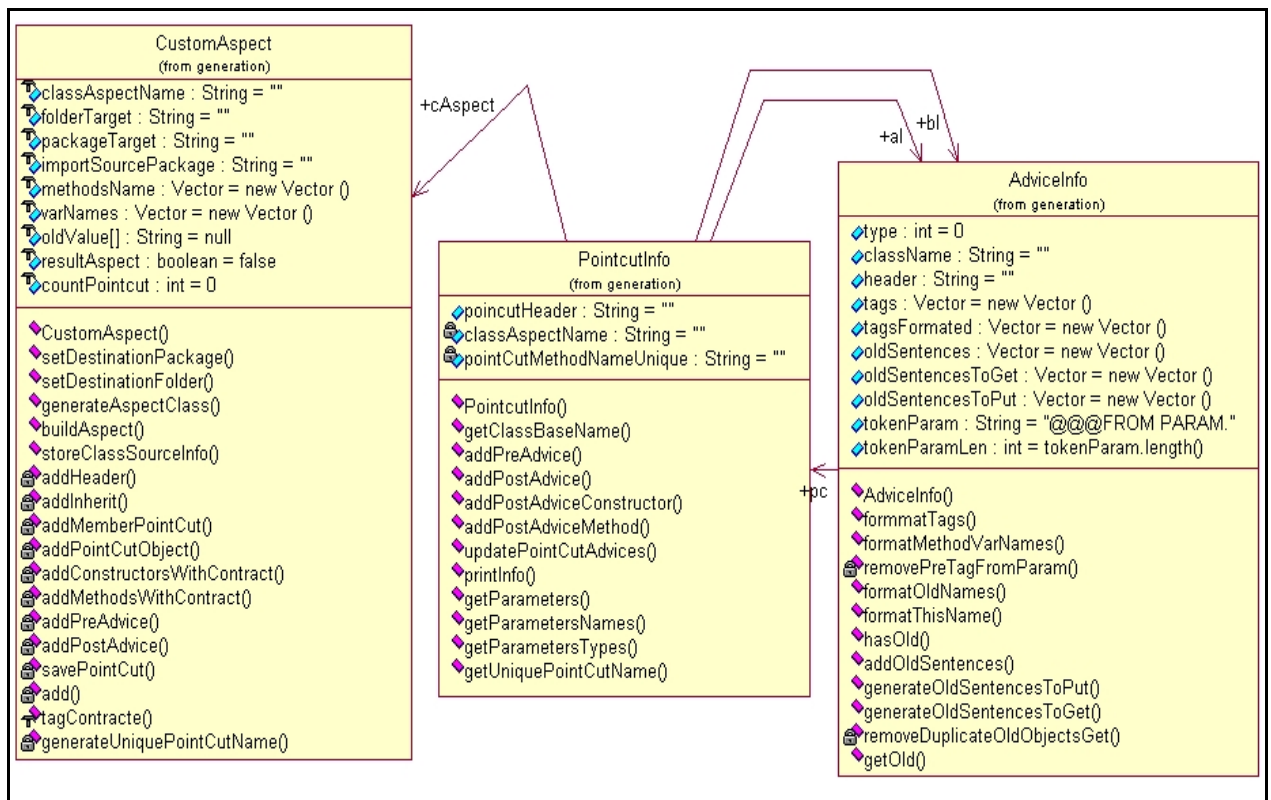 CustomAspect
(from generation)
classAspectName : String = ""
folderTarget : String = ""
packageTarget : String = ""
importSourcePackage : String = ""
methodsName : Vector = new Vector ()
varNames : Vector = new Vector ()
oldValue[] : String = null
resultAspect : boolean = false
countPointcut : int = 0
CustomAspect()
setDestinationPackage()
setDestinationFolder()
generateAspectClass()
buildAspect()
storeClassSourceInfo()
addHeader()
addInherit()
addMemberPointCut()
addPointCutObject()
addConstructorsWithContract()
addMethodsWithContract()
addPreAdvice()
addPostAdvice()
savePointCut()
add()
tagContracte()
generateUniquePointCutName()
+cAspect
PointcutInfo
(from generation)
poincutHeader : String = ""
classAspectName : String = ""
pointCutMethodNameUnique : String = ""
PointcutInfo()
getClassBaseName()
addPreAdvice()
addPostAdvice()
addPostAdviceConstructor()
addPostAdviceMethod()
updatePointCutAdvices()
printInfo()
getParameters()
getParametersNames()
getParametersTypes()
getUniquePointCutName()
+al
+bl
+pc
AdviceInfo
(from generation)
type : int = 0
className : String = ""
header : String = ""
tags : Vector = new Vector ()
tagsFormated : Vector = new Vector ()
oldSentences : Vector = new Vector ()
oldSentencesToGet : Vector = new Vector ()
oldSentencesToPut : Vector = new Vector ()
tokenParam : String = "@@@FROM PARAM."
tokenParamLen : int = tokenParam.length()
AdviceInfo()
formmatTags()
formatMethodVarNames()
removePreTagFromParam()
formatOldNames()
formatThisName()
hasOld()
addOldSentences()
generateOldSentencesToPut()
generateOldSentencesToGet()
removeDuplicateOldObjectsGet()
getOld()